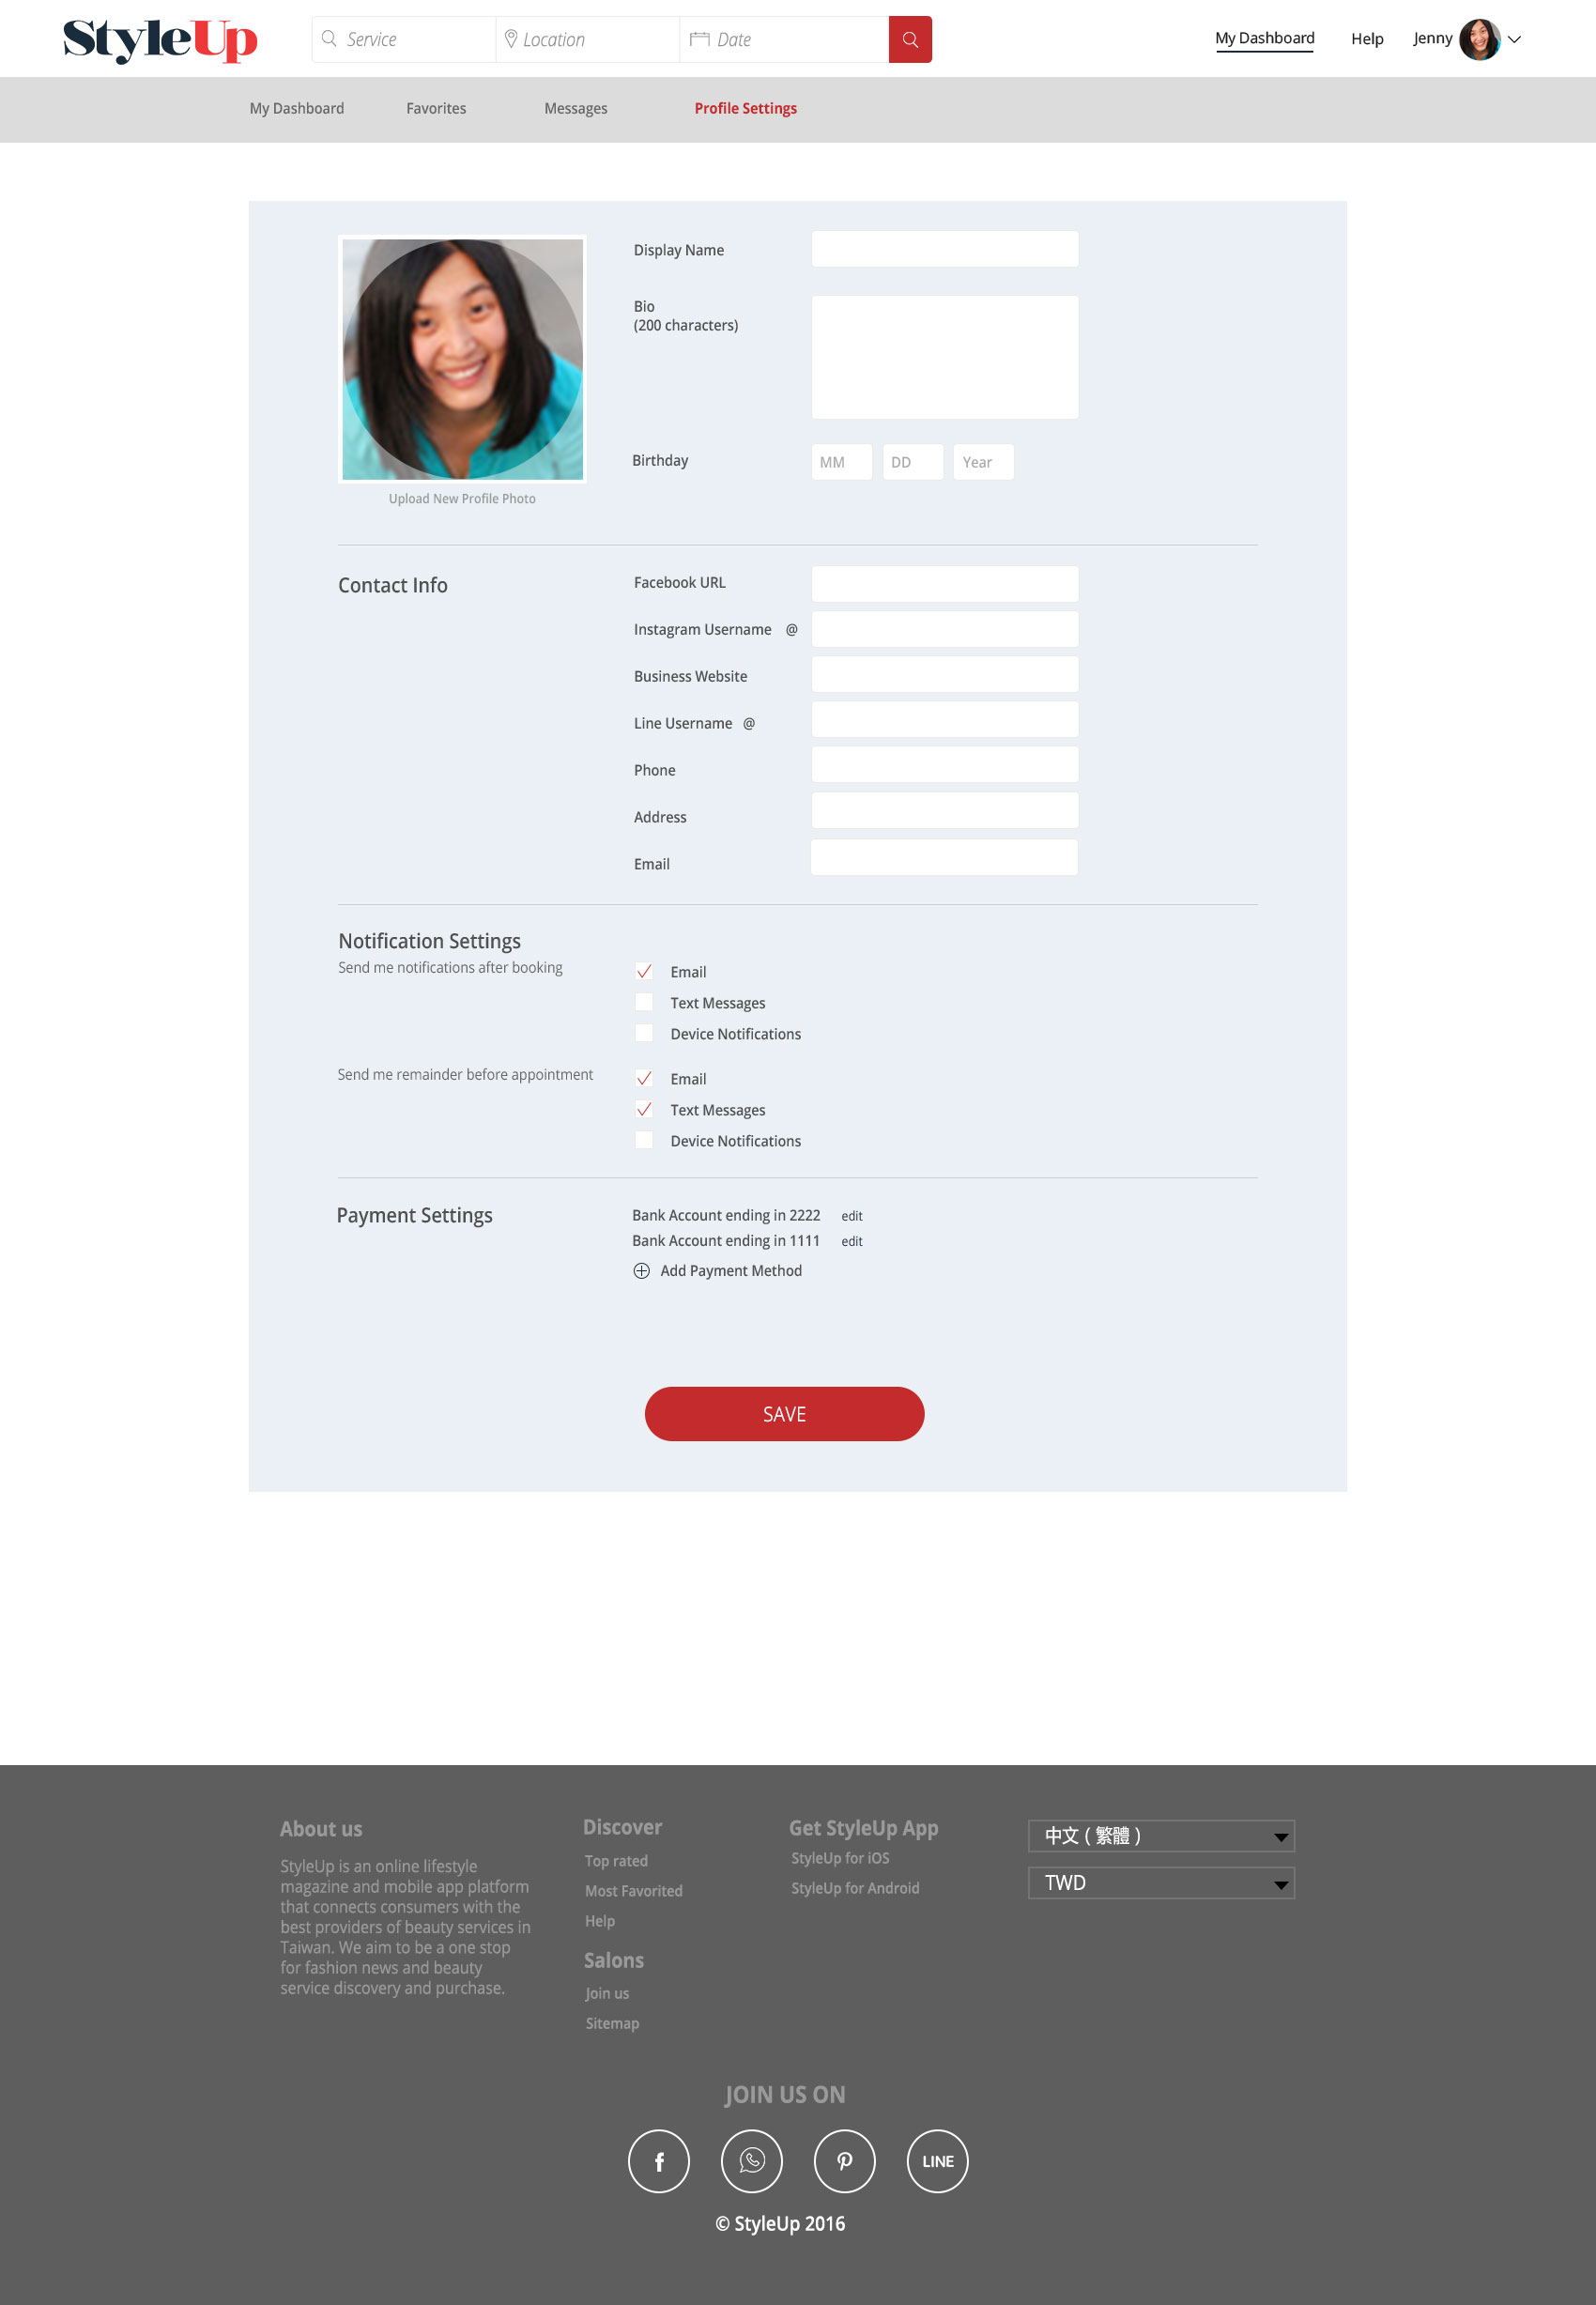 StyleUp
Service
Location
Date
My Dashboard
Help
Jenny
My Dashboard
Favorites
Messages
Profile Settings
Display Name
Bio
(200 characters)
Birthday
MM
DD
Year
Upload New Profile Photo
Contact Info
Facebook URL
Instagram Username @
Business Website
Line Username @
Phone
Address
Email
Notification Settings
Send me notifications after booking
Email
Text Messages
Device Notifications
Send me remainder before appointment
Email
Text Messages
Device Notifications
Payment Settings
Bank Account ending in 2222 edit
Bank Account ending in 1111 edit
Add Payment Method
SAVE
About us
StyleUp is an online lifestyle
magazine and mobile app platform
that connects consumers with the
best providers of beauty services in
Taiwan. We aim to be a one stop
for fashion news and beauty
service discovery and purchase.
Discover
Top rated
Most Favorited
Help
Salons
Join us
Sitemap
Get StyleUp App
StyleUp for iOS
StyleUp for Android
中文 ( 繁體 )
TWD
JOIN US ON
LINE
© StyleUp 2016